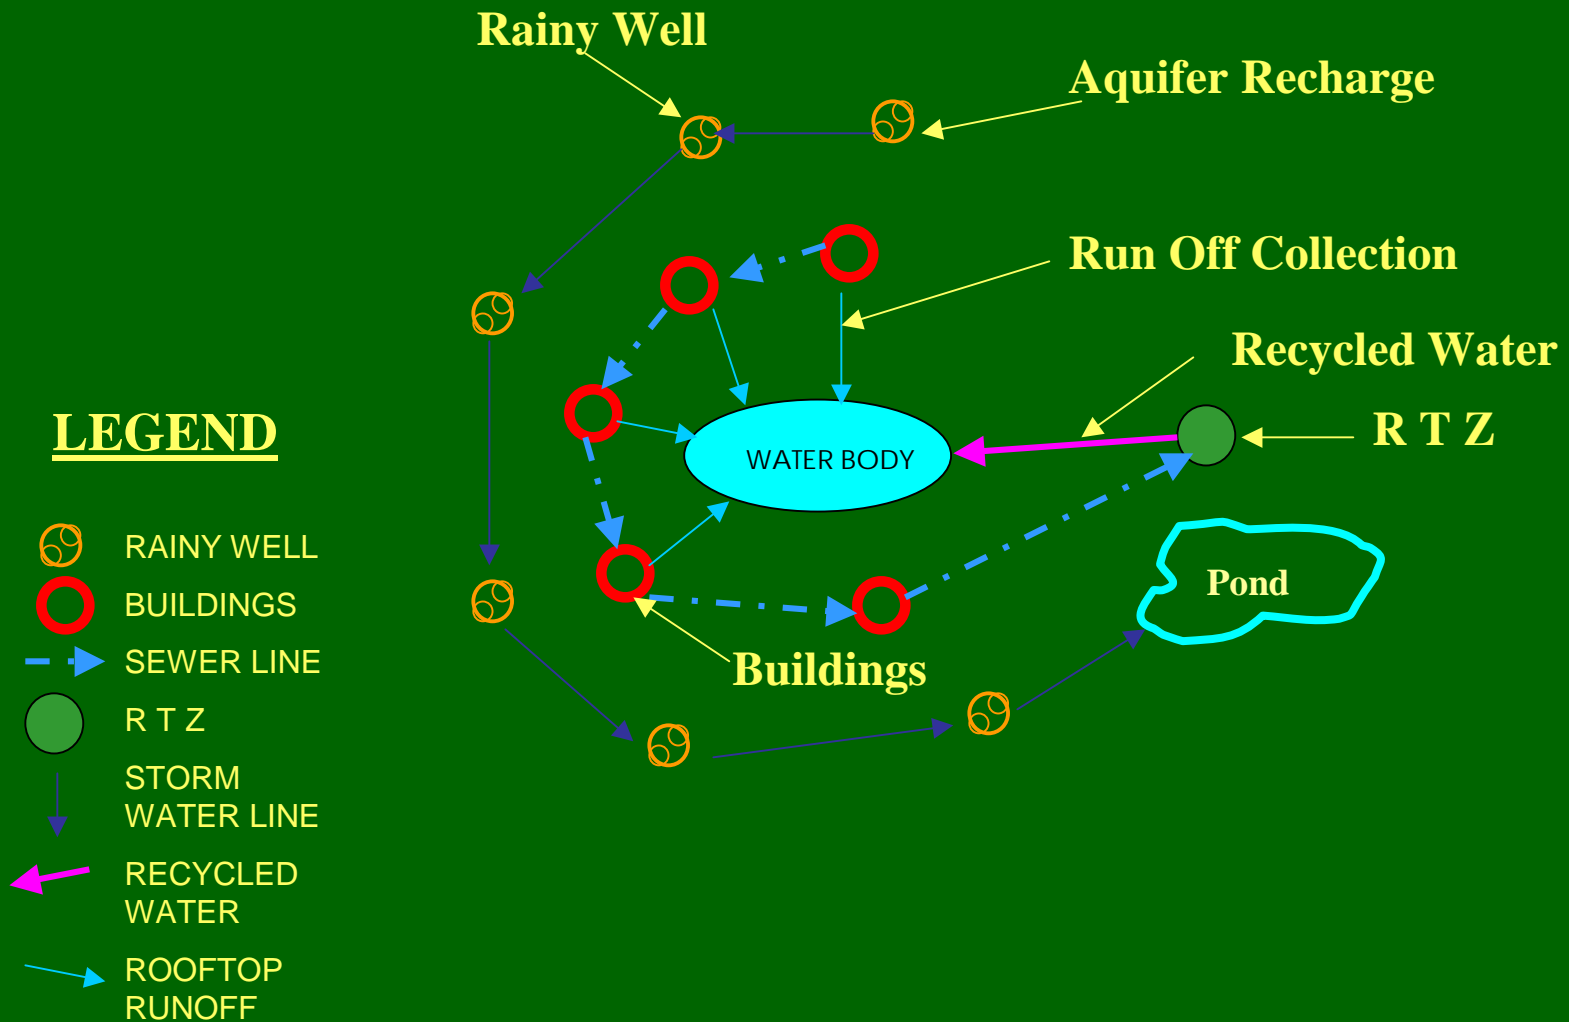 Rainy Well
Aquifer Recharge
Run Off Collection
Recycled Water
R T Z
WATER BODY
Pond
Buildings
LEGEND
RAINY WELL
BUILDINGS
SEWER LINE
R T Z
STORM
WATER LINE
RECYCLED
WATER
ROOFTOP
RUNOFF